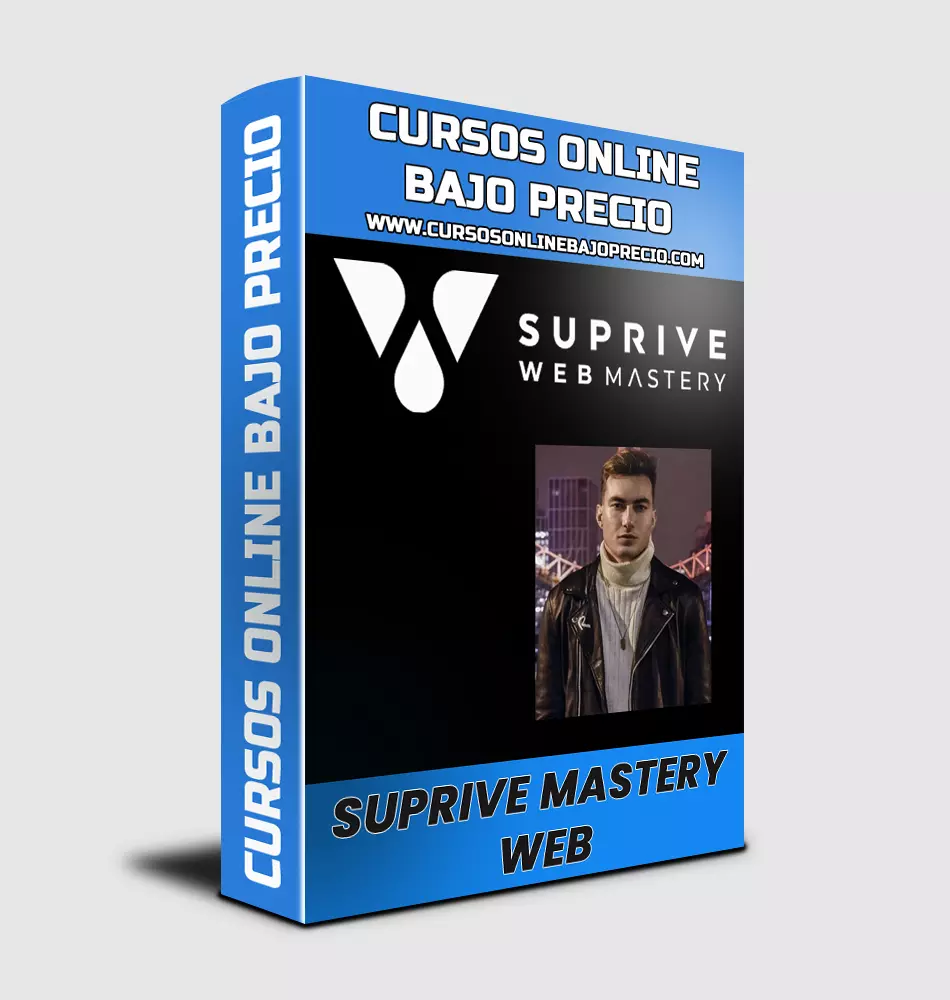 CURSOS ONLINE BAJO PRECIO
CURSOS ONLINE
BAJO PRECIO
WWW.CURSOSONLINEBAJOPRECIO.COM
SUPRIVE
WEB MASTERY
SUPRIVE MASTERY
WEB